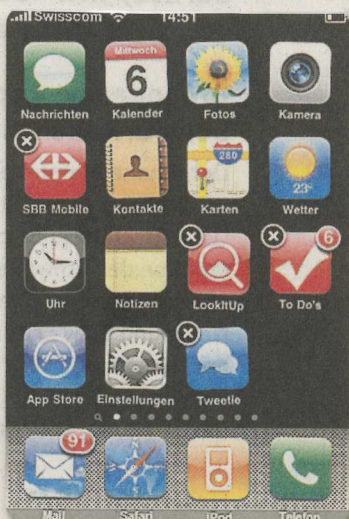 Swisscom 14:51
Mittwoch
6 280 23°
Nachrichten Kalender Fotos Kamera
SBB Mobile Kontakte Karten Wetter
6
Uhr Notizen LookItUp To Do's
App Store Einstellungen Tweetie
91
Mail Safari iPod Telefon